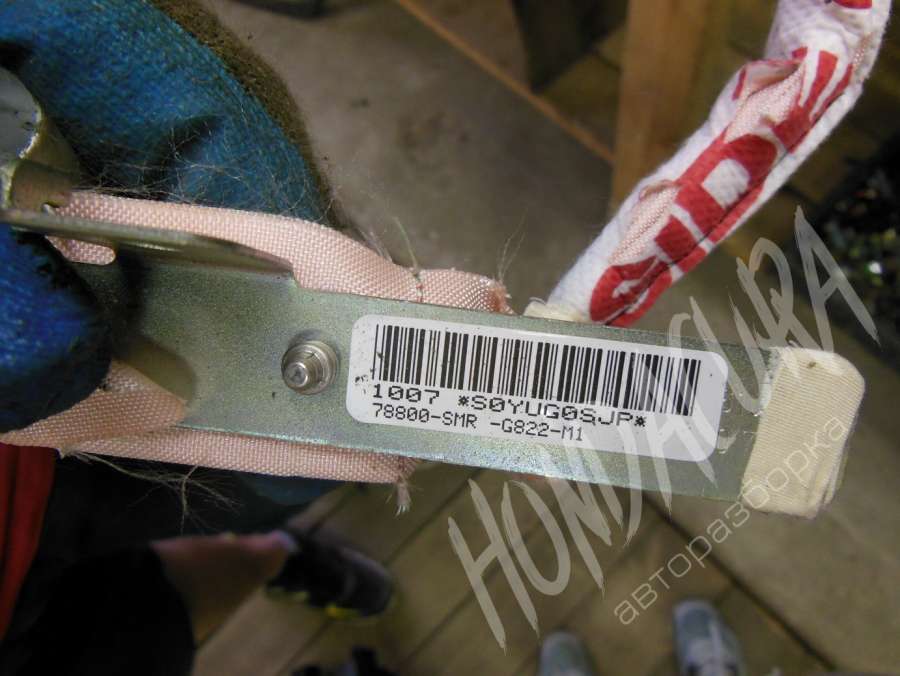 1007 *S0YUG0SJP*
78800-SMR -G822-M1
HONDACURA
авторазборка